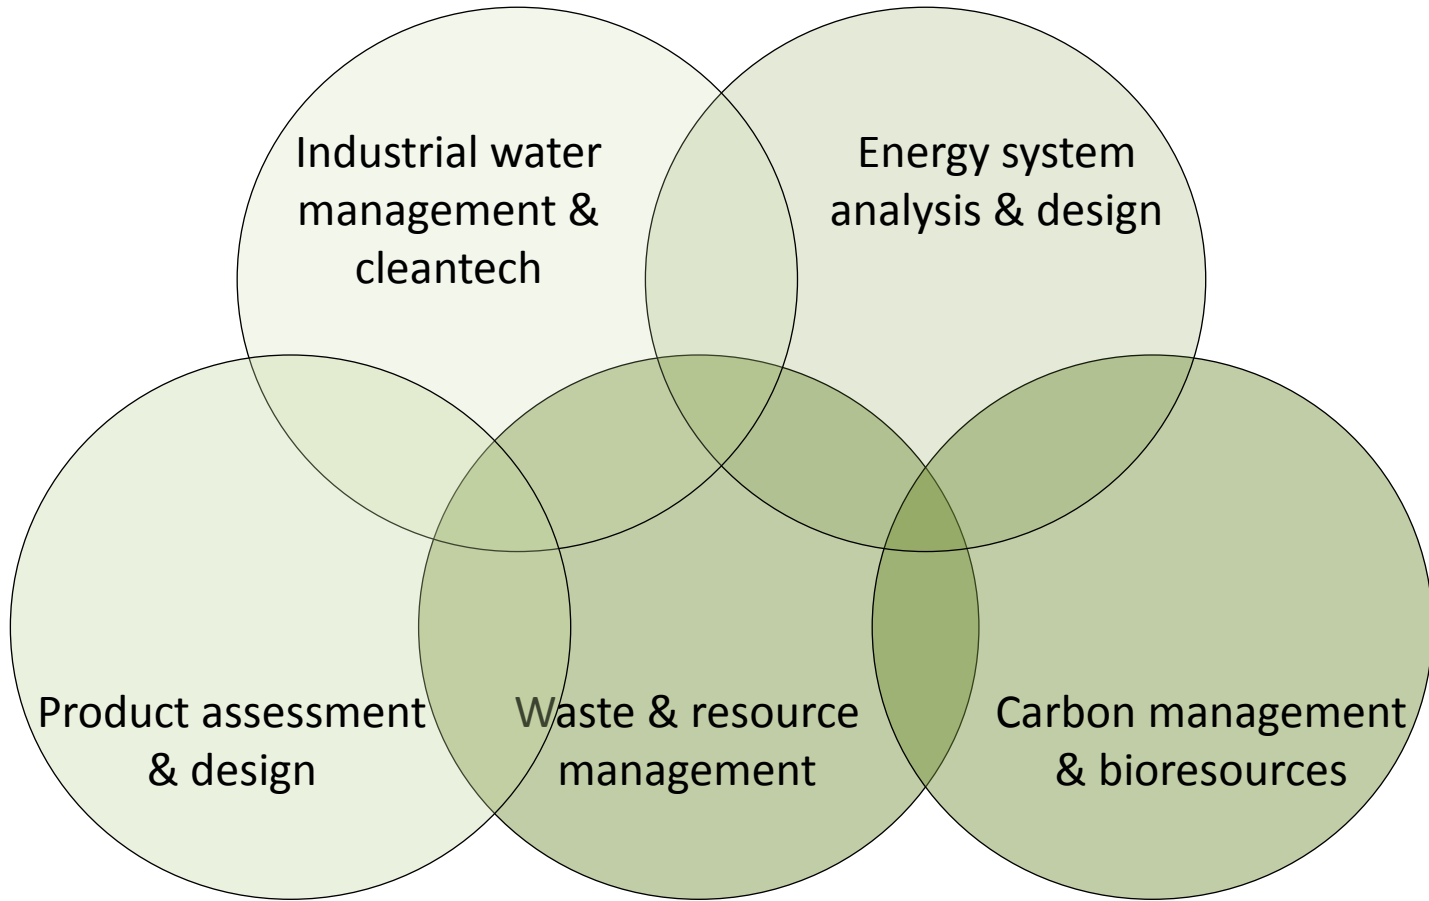 Industrial water
management &
cleantech
Energy system
analysis & design
Product assessment
& design
Waste & resource
management
Carbon management
& bioresources